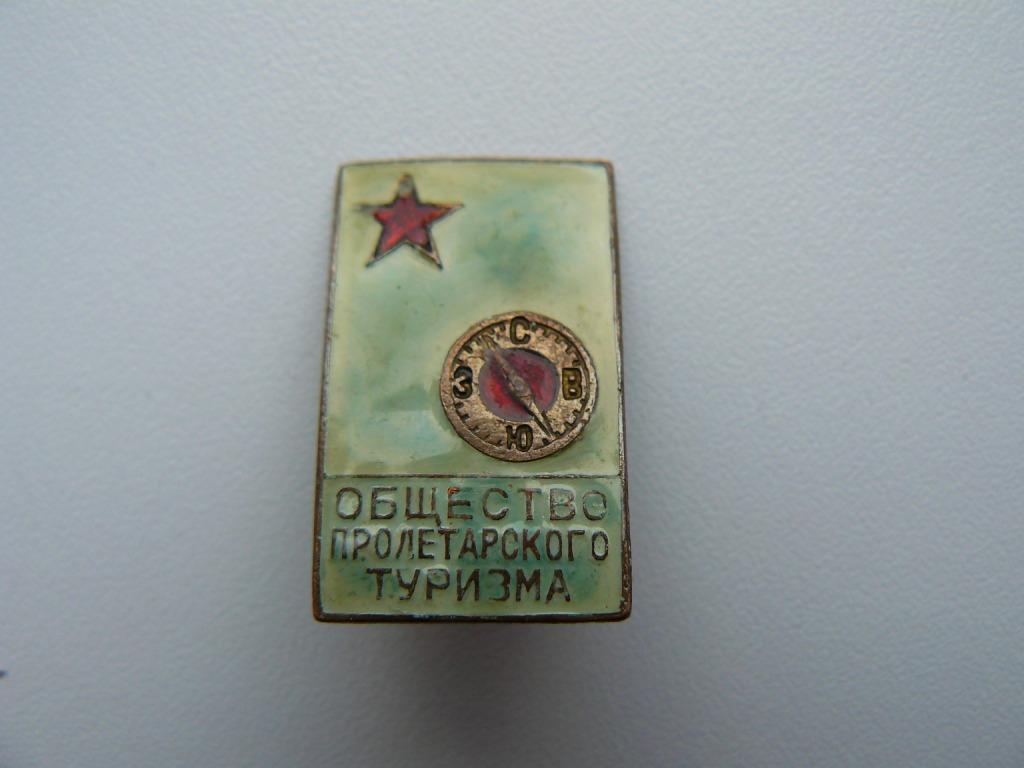 С
З В
Ю
ОБЩЕСТВО
ПРОЛЕТАРСКОГО
ТУРИЗМА